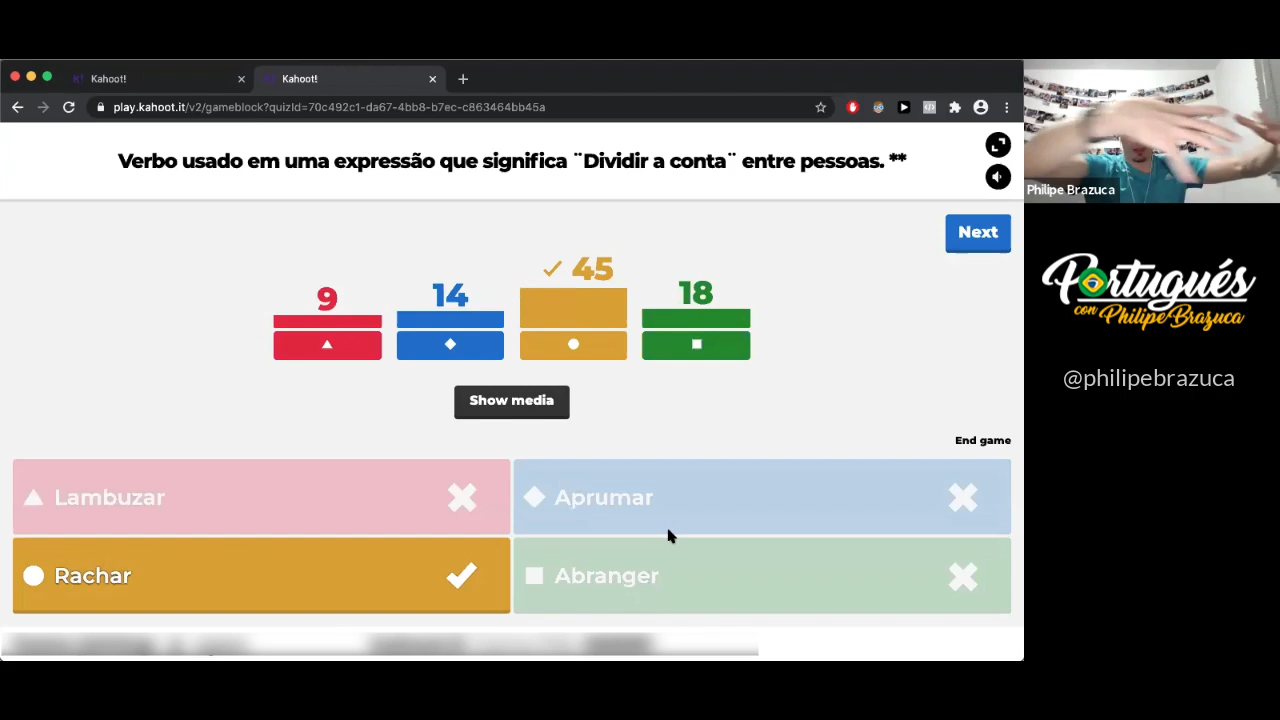 Kahoot!
Kahoot!
play.kahoot.it/v2/gameblock?quizId=70c492c1-da67-4bb8-b7ec-c863464bb45a
Verbo usado em uma expressão que significa ¨Dividir a conta¨ entre pessoas. **
Philipe Brazuca
Next
9
14
45
18
Show media
End game
Lambuzar
Aprumar
Rachar
Abranger
Portugués
con Philipe Brazuca
@philipebrazuca